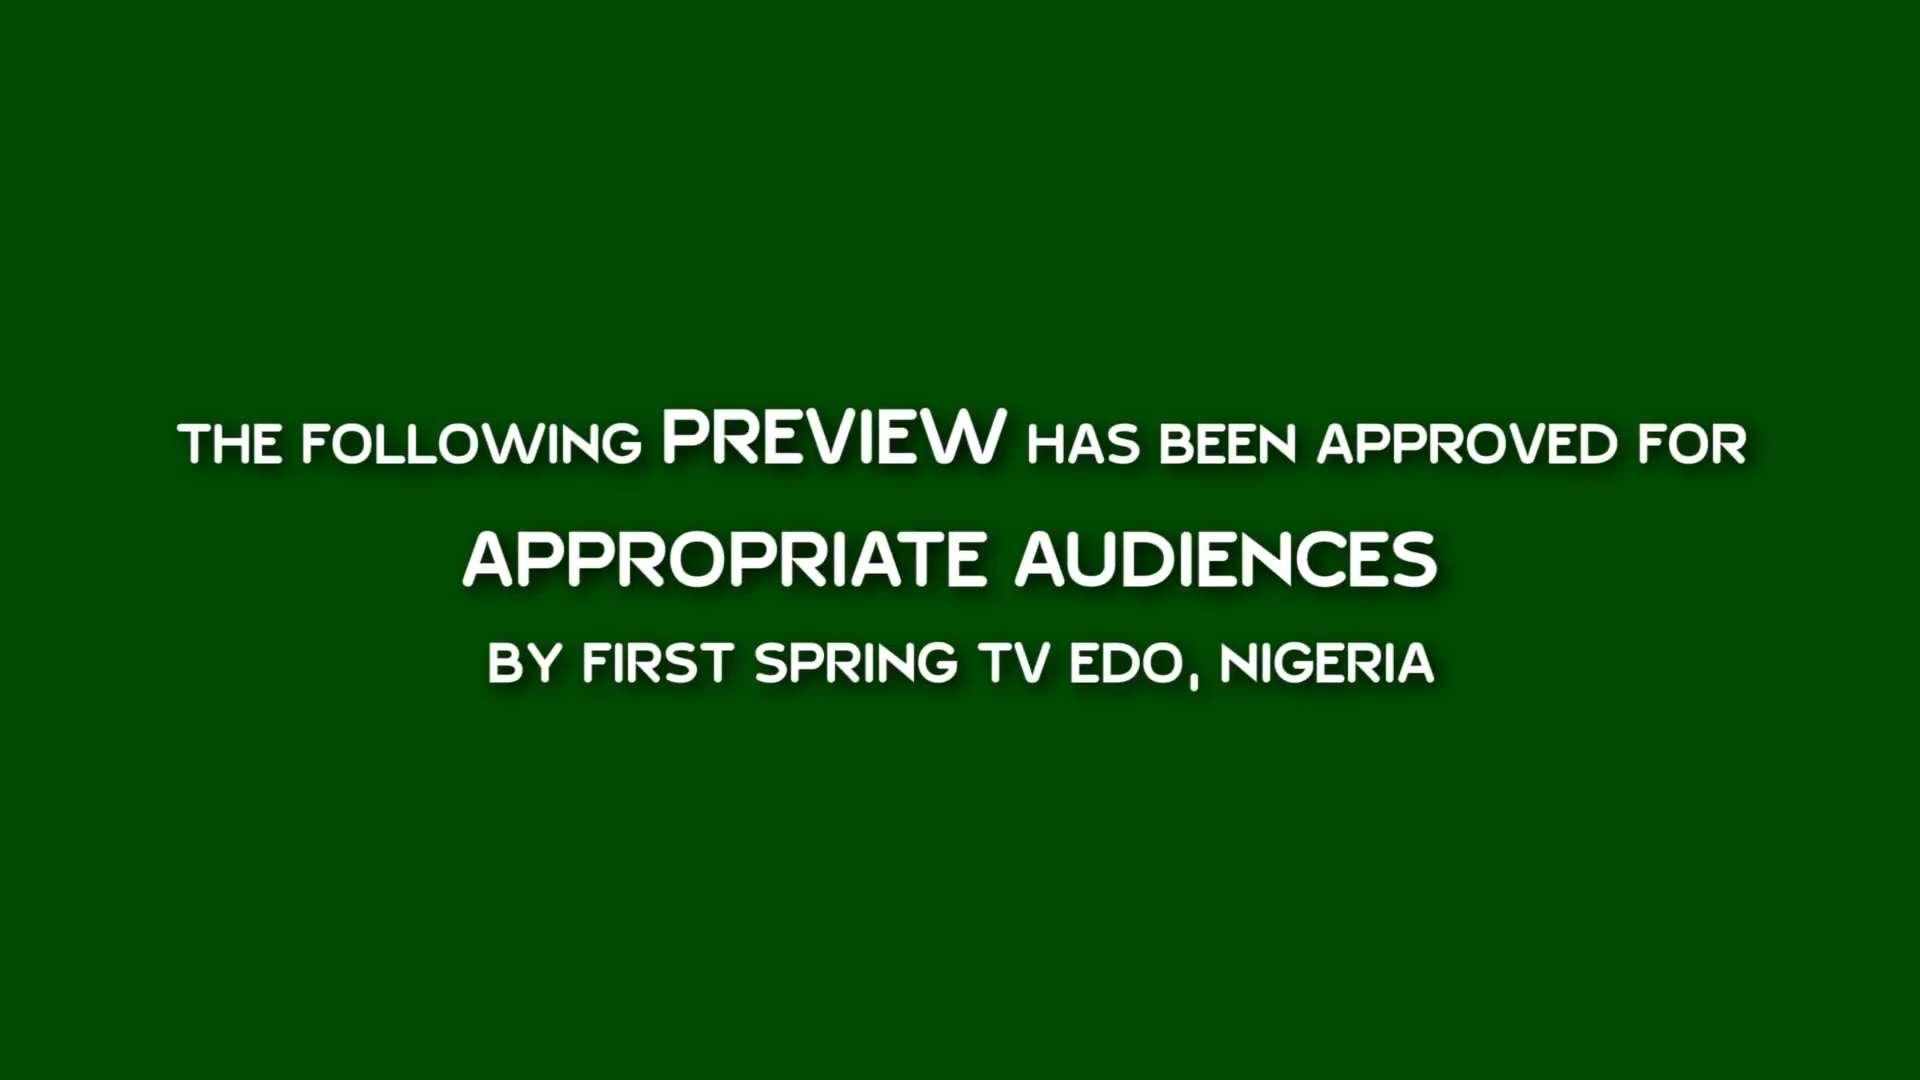 THE FOLLOWING PREVIEW HAS BEEN APPROVED FOR
APPROPRIATE AUDIENCES
BY FIRST SPRING TV EDO, NIGERIA